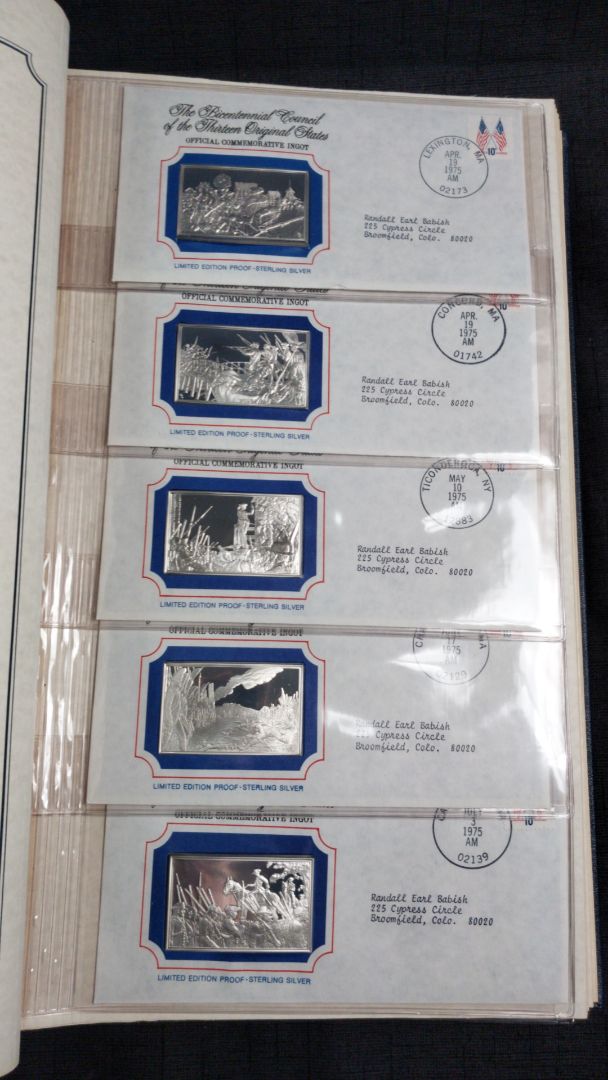 The Bicentennial Council
of the Thirteen Original States
OFFICIAL COMMEMORATIVE INGOT
LIMITED EDITION PROOF-STERLING SILVER
LEXINGTON, MA
APR.
19
1975
AM
02173
10c
Randall Earl Babish
225 Cypress Circle
Broomfield, Colo. 80020
OFFICIAL COMMEMORATIVE INGOT
LIMITED EDITION PROOF-STERLING SILVER
CONCORD, MA
APR.
19
1975
AM
01742
10
Randall Earl Babish
225 Cypress Circle
Broomfield, Colo. 80020
OFFICIAL COMMEMORATIVE INGOT
LIMITED EDITION PROOF-STERLING SILVER
TICONDEROGA, NY
MAY
10
1975
10
Randall Earl Babish
225 Cypress Circle
Broomfield, Colo. 80020
OFFICIAL COMMEMORATIVE INGOT
LIMITED EDITION PROOF-STERLING SILVER
MA
17
1975
AM
02129
Randall Earl Babish
225 Cypress Circle
Broomfield, Colo. 80020
OFFICIAL COMMEMORATIVE INGOT
LIMITED EDITION PROOF-STERLING SILVER
3
1975
AM
02139
10
Randall Earl Babish
225 Cypress Circle
Broomfield, Colo. 80020